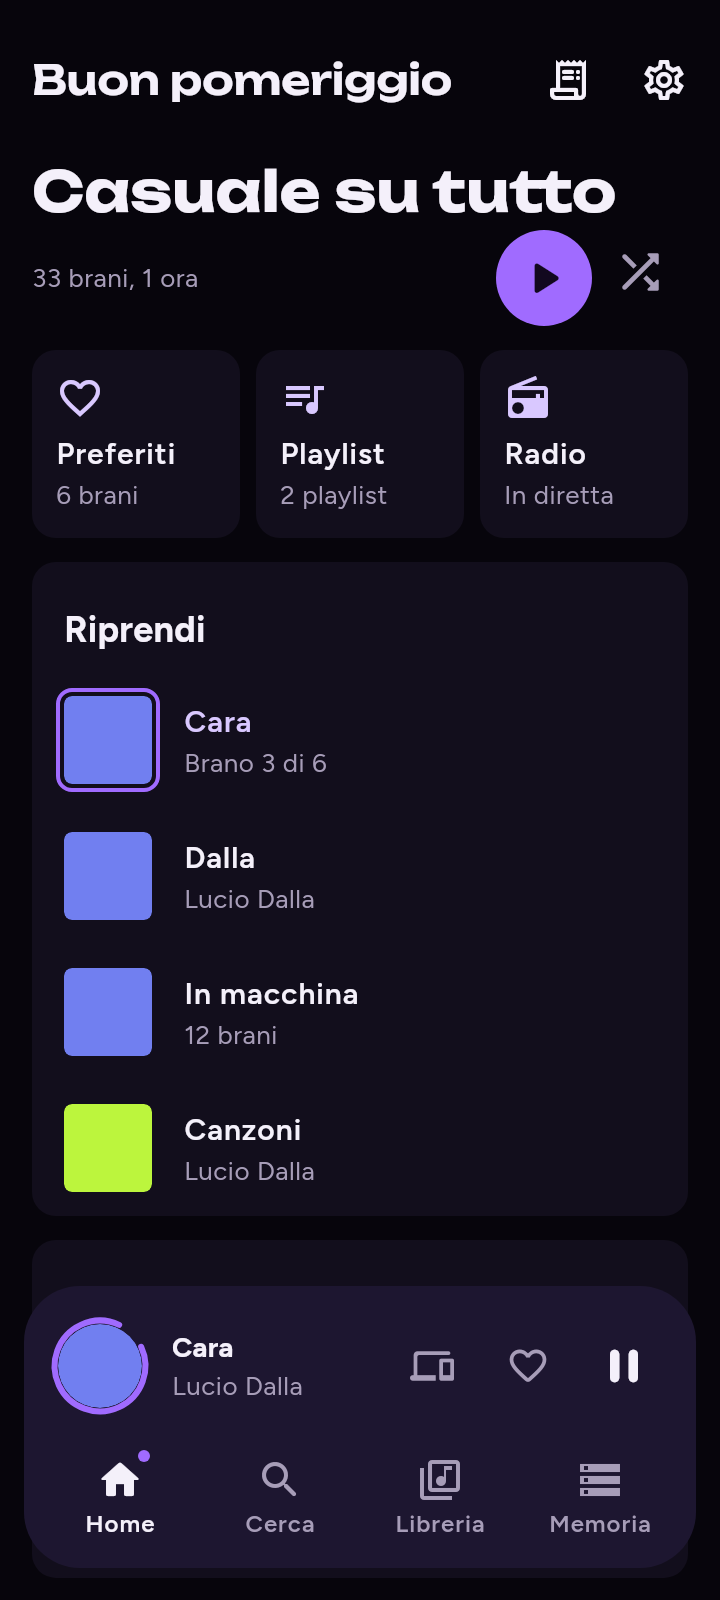 Buon pomeriggio
Casuale su tutto
33 brani, 1 ora
Preferiti
6 brani
Playlist
2 playlist
Radio
In diretta
Riprendi
Cara
Brano 3 di 6
Dalla
Lucio Dalla
In macchina
12 brani
Canzoni
Lucio Dalla
Cara
Lucio Dalla
Home
Cerca
Libreria
Memoria